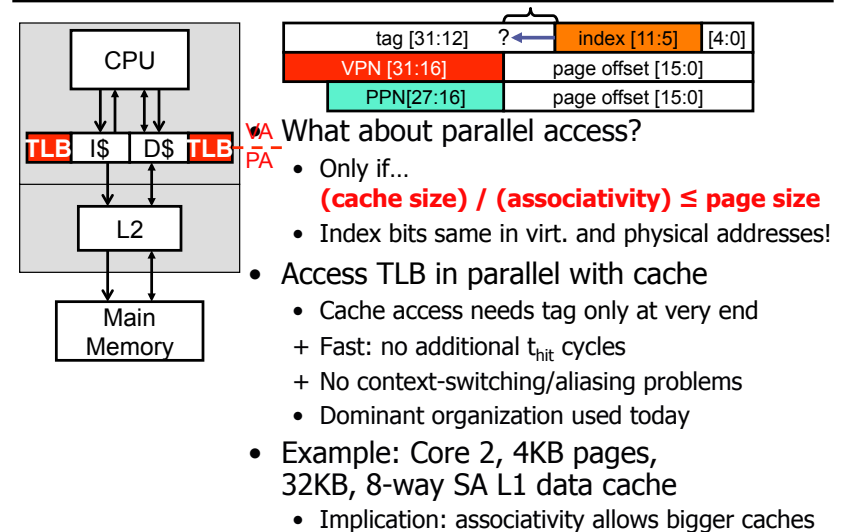 tag [31:12] ? index [11:5] [4:0]
VPN [31:16] page offset [15:0]
PPN[27:16] page offset [15:0]
CPU
TLB I$ D$ TLB
VA
PA
L2
Main
Memory
• What about parallel access?
• Only if…
(cache size) / (associativity) ≤ page size
• Index bits same in virt. and physical addresses!
• Access TLB in parallel with cache
• Cache access needs tag only at very end
+ Fast: no additional t_hit cycles
+ No context-switching/aliasing problems
• Dominant organization used today
• Example: Core 2, 4KB pages,
32KB, 8-way SA L1 data cache
• Implication: associativity allows bigger caches